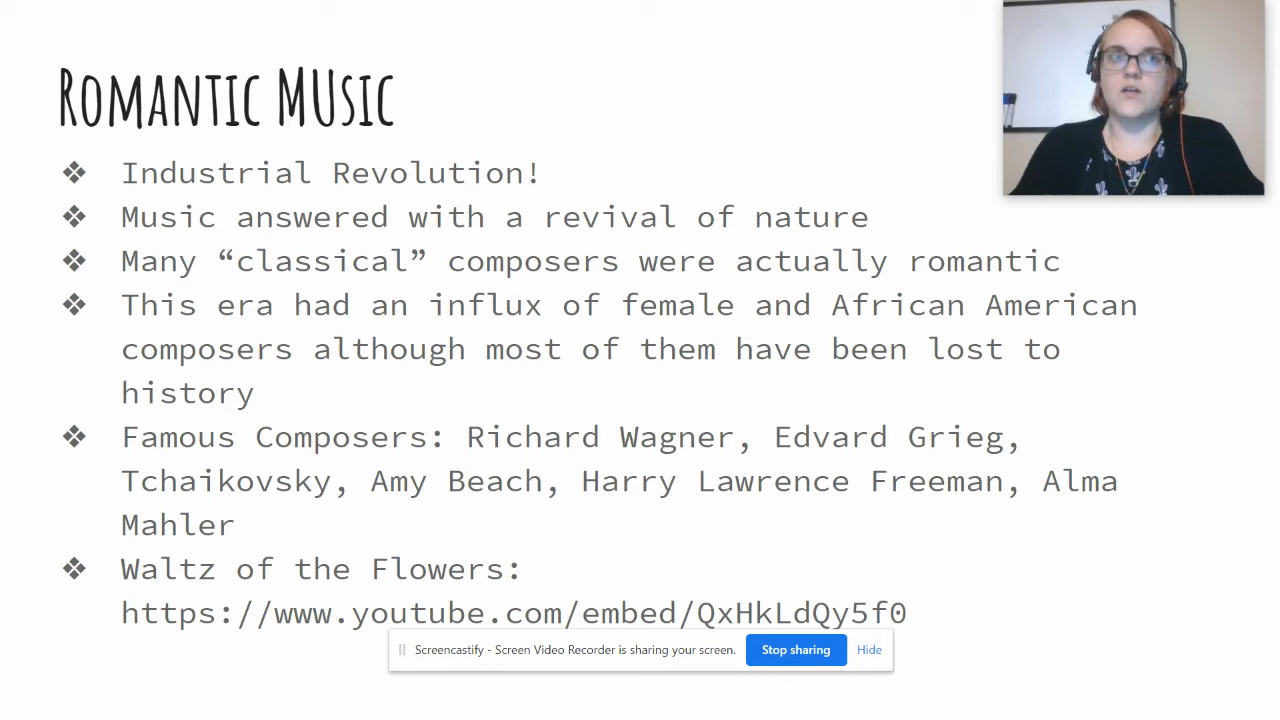 Romantic MUsic
❖ Industrial Revolution!
❖ Music answered with a revival of nature
❖ Many “classical” composers were actually romantic
❖ This era had an influx of female and African American
composers although most of them have been lost to
history
❖ Famous Composers: Richard Wagner, Edvard Grieg,
Tchaikovsky, Amy Beach, Harry Lawrence Freeman, Alma
Mahler
❖ Waltz of the Flowers:
https://www.youtube.com/embed/QxHkLdQy5f0
Screencastify - Screen Video Recorder is sharing your screen. Stop sharing Hide